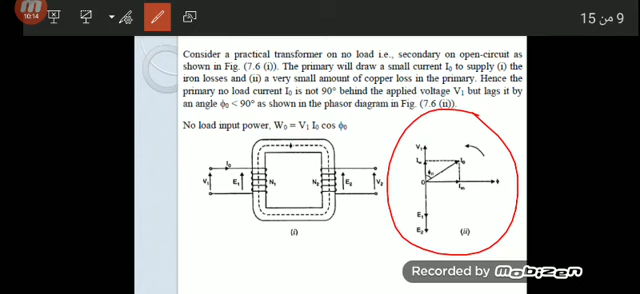 10:14
9 من 15
Consider a practical transformer on no load i.e., secondary on open-circuit as
shown in Fig. (7.6 (i)). The primary will draw a small current I₀ to supply (i) the
iron losses and (ii) a very small amount of copper loss in the primary. Hence the
primary no load current I₀ is not 90° behind the applied voltage V₁ but lags it by
an angle ϕ₀ < 90° as shown in the phasor diagram in Fig. (7.6 (ii)).
No load input power, W₀ = V₁ I₀ cos ϕ₀
I₀
V₁ E₁ N₁ N₂ E₂ V₂
(i)
V₁
I₀
ϕ₀
O Iₘ ϕ
E₁
E₂
(ii)
Recorded by mobizen